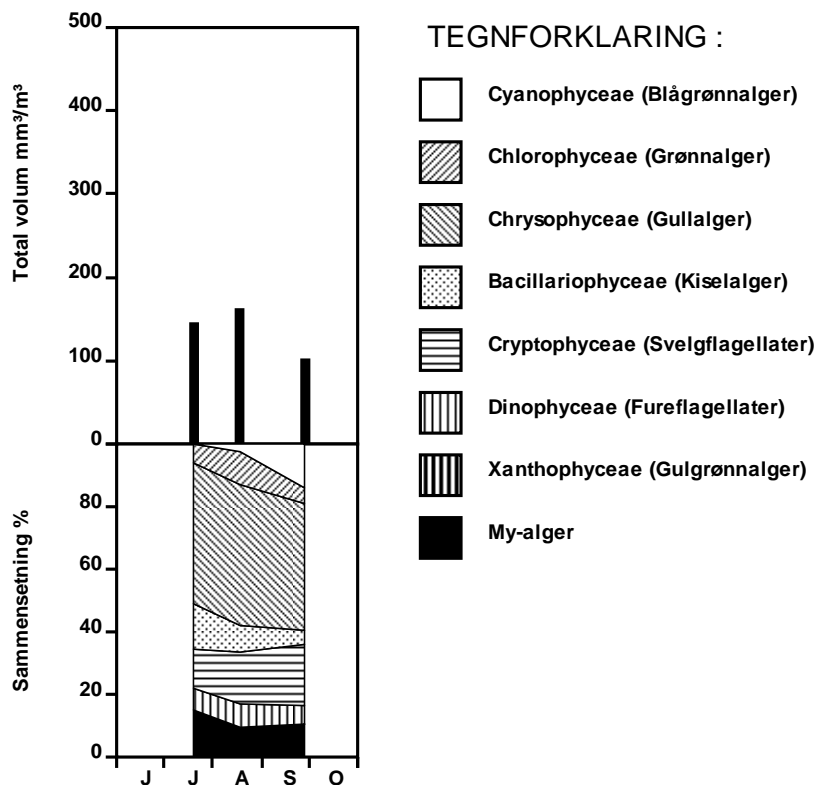 TEGNFORKLARING :
Total volum mm³/m³
500
400
300
200
100
0
Cyanophyceae (Blågrønnalger)
Chlorophyceae (Grønnalger)
Chrysophyceae (Gullalger)
Bacillariophyceae (Kiselalger)
Cryptophyceae (Svelgflagellater)
Dinophyceae (Fureflagellater)
Xanthophyceae (Gulgrønnalger)
My-alger
Sammensetning %
80
60
40
20
0
J J A S O